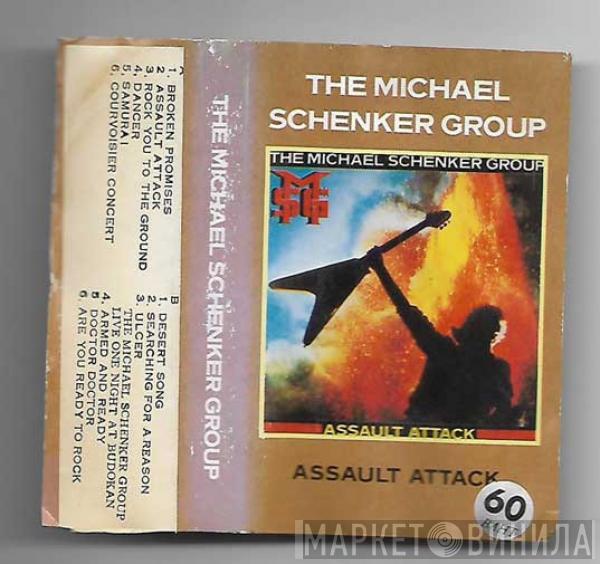 A
1. BROKEN PROMISES
2. ASSAULT ATTACK
3. ROCK YOU TO THE GROUND
4. DANCER
5. SAMURAI
6. COURVOISIER CONCERT
B
1. DESERT SONG
2. SEARCHING FOR A REASON
3. ULCER
THE MICHAEL SCHENKER GROUP
LIVE ONE NIGHT AT BUDOKAN
4. ARMED AND READY
5. DOCTOR DOCTOR
6. ARE YOU READY TO ROCK
THE MICHAEL SCHENKER GROUP
THE MICHAEL
SCHENKER GROUP
THE MICHAEL SCHENKER GROUP
MSG
ASSAULT ATTACK
ASSAULT ATTACK
60
МАРКЕТ ВИНИЛА